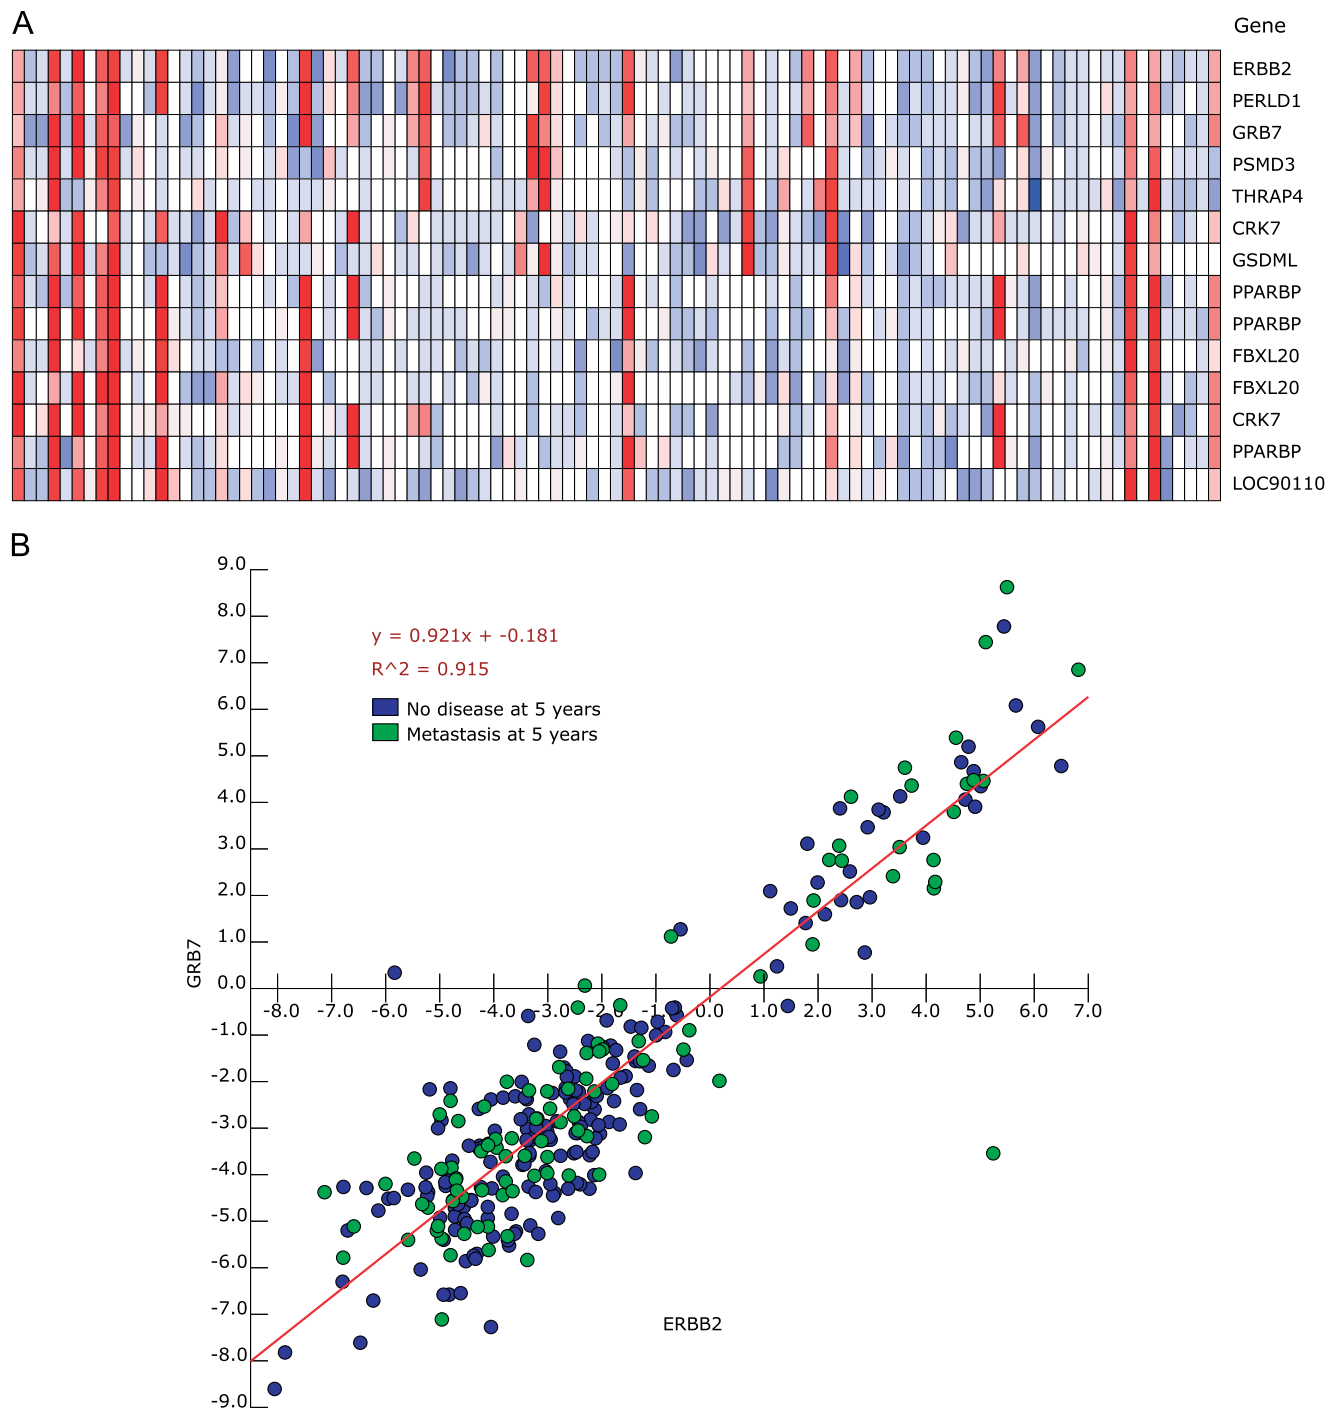 A
Gene
ERBB2
PERLD1
GRB7
PSMD3
THRAP4
CRK7
GSDML
PPARBP
PPARBP
FBXL20
FBXL20
CRK7
PPARBP
LOC90110
B
9.0
8.0
7.0
6.0
5.0
4.0
3.0
2.0
1.0
0.0
-1.0
-2.0
-3.0
-4.0
-5.0
-6.0
-7.0
-8.0
-9.0
GRB7
y = 0.921x + -0.181
R^2 = 0.915
No disease at 5 years
Metastasis at 5 years
-8.0 -7.0 -6.0 -5.0 -4.0 -3.0 -2.0 -1.0 0.0 1.0 2.0 3.0 4.0 5.0 6.0 7.0
ERBB2